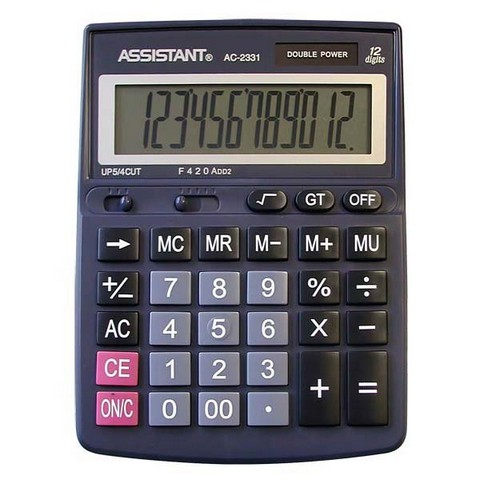 ASSISTANT® AC-2331 DOUBLE POWER 12 digits
123456789012.
UP5/4CUT F 4 2 0 ADD2
√ GT OFF
→ MC MR M− M+ MU
+/− 7 8 9 % ÷
AC 4 5 6 X −
CE 1 2 3 + =
ON/C 0 00 •